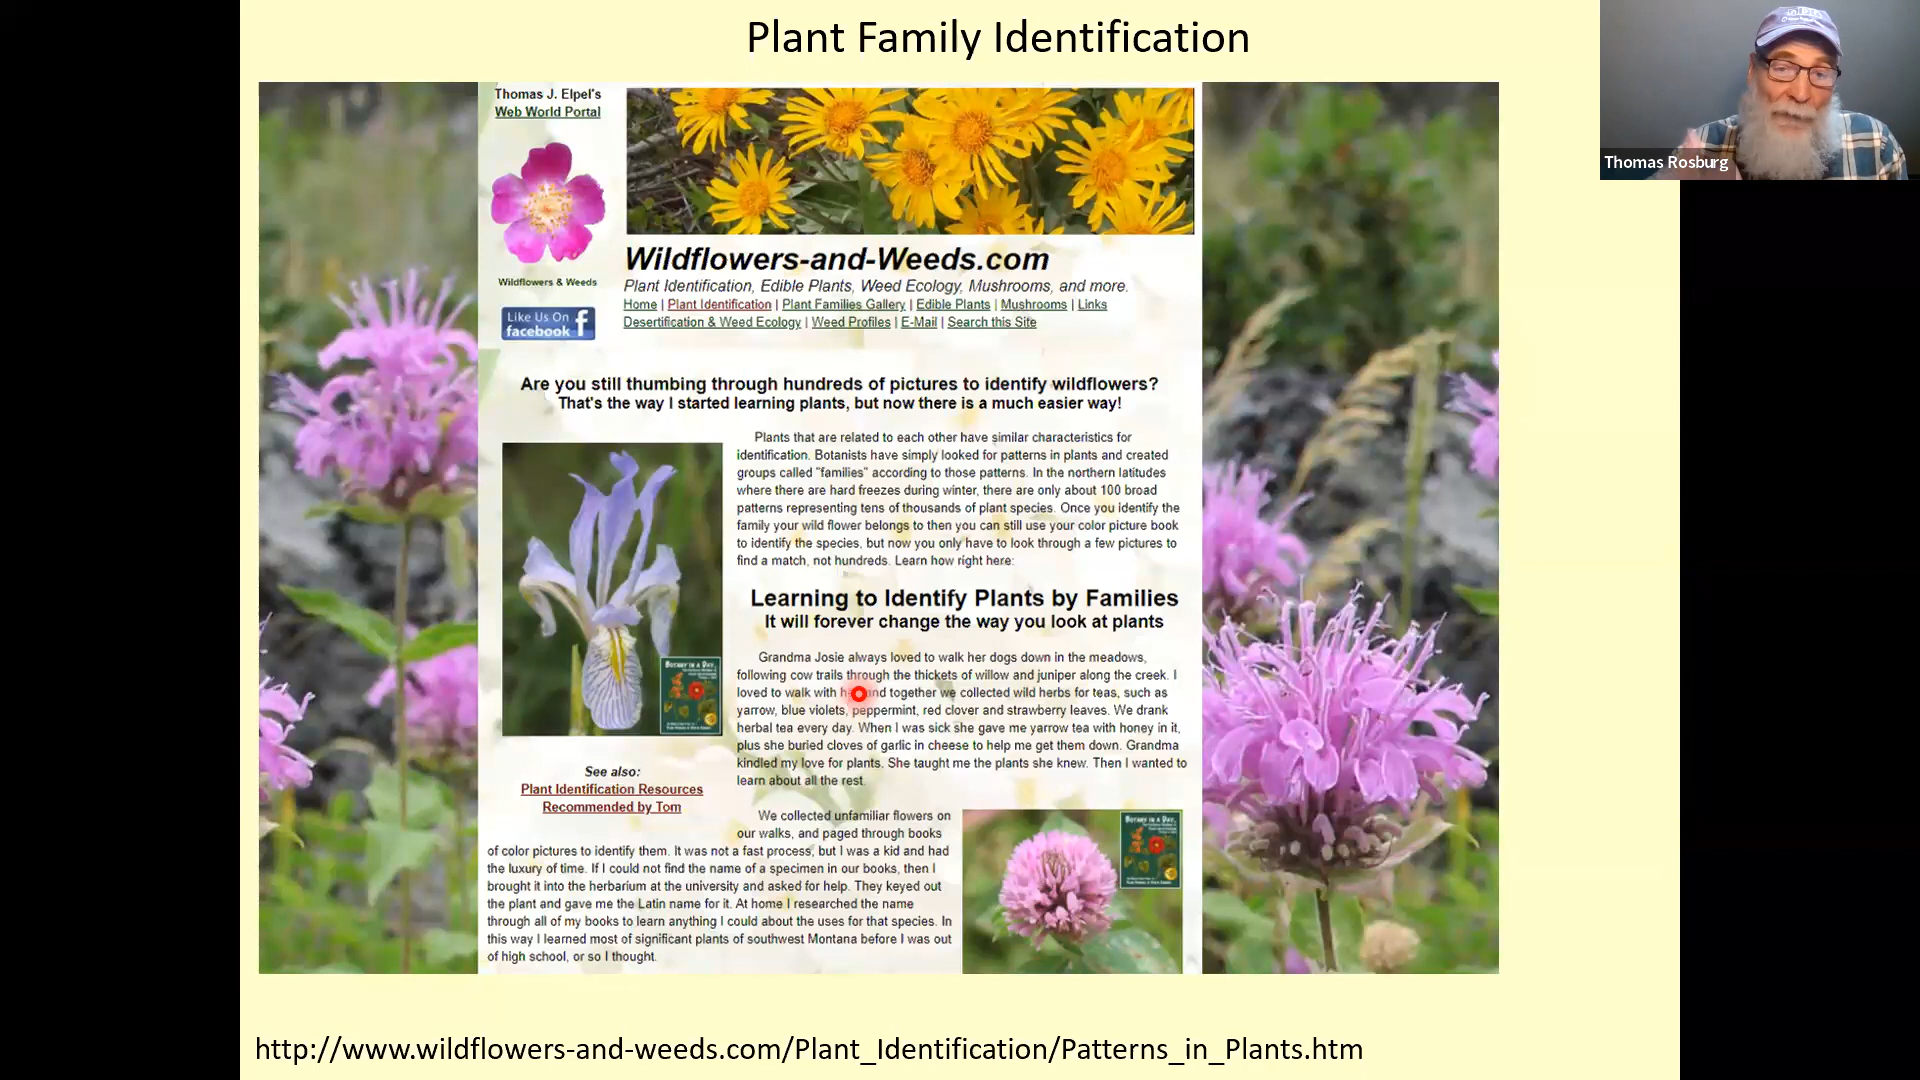 Plant Family Identification
Thomas Rosburg
Thomas J. Elpel's
Web World Portal
Wildflowers & Weeds
Like Us On
facebook
Wildflowers-and-Weeds.com
Plant Identification, Edible Plants, Weed Ecology, Mushrooms, and more.
Home | Plant Identification | Plant Families Gallery | Edible Plants | Mushrooms | Links
Desertification & Weed Ecology | Weed Profiles | E-Mail | Search this Site
Are you still thumbing through hundreds of pictures to identify wildflowers?
That's the way I started learning plants, but now there is a much easier way!
Plants that are related to each other have similar characteristics for
identification. Botanists have simply looked for patterns in plants and created
groups called "families" according to those patterns. In the northern latitudes
where there are hard freezes during winter, there are only about 100 broad
patterns representing tens of thousands of plant species. Once you identify the
family your wild flower belongs to then you can still use your color picture book
to identify the species, but now you only have to look through a few pictures to
find a match, not hundreds. Learn how right here:
Learning to Identify Plants by Families
It will forever change the way you look at plants
Grandma Josie always loved to walk her dogs down in the meadows,
following cow trails through the thickets of willow and juniper along the creek. I
loved to walk with together we collected wild herbs for teas, such as
yarrow, blue violets, peppermint, red clover and strawberry leaves. We drank
herbal tea every day. When I was sick she gave me yarrow tea with honey in it,
plus she buried cloves of garlic in cheese to help me get them down. Grandma
kindled my love for plants. She taught me the plants she knew. Then I wanted to
learn about all the rest.
BOTANY IN A DAY
See also:
Plant Identification Resources
Recommended by Tom
We collected unfamiliar flowers on
our walks, and paged through books
of color pictures to identify them. It was not a fast process, but I was a kid and had
the luxury of time. If I could not find the name of a specimen in our books, then I
brought it into the herbarium at the university and asked for help. They keyed out
the plant and gave me the Latin name for it. At home I researched the name
through all of my books to learn anything I could about the uses for that species. In
this way I learned most of significant plants of southwest Montana before I was out
of high school, or so I thought.
BOTANY IN A DAY
http://www.wildflowers-and-weeds.com/Plant_Identification/Patterns_in_Plants.htm